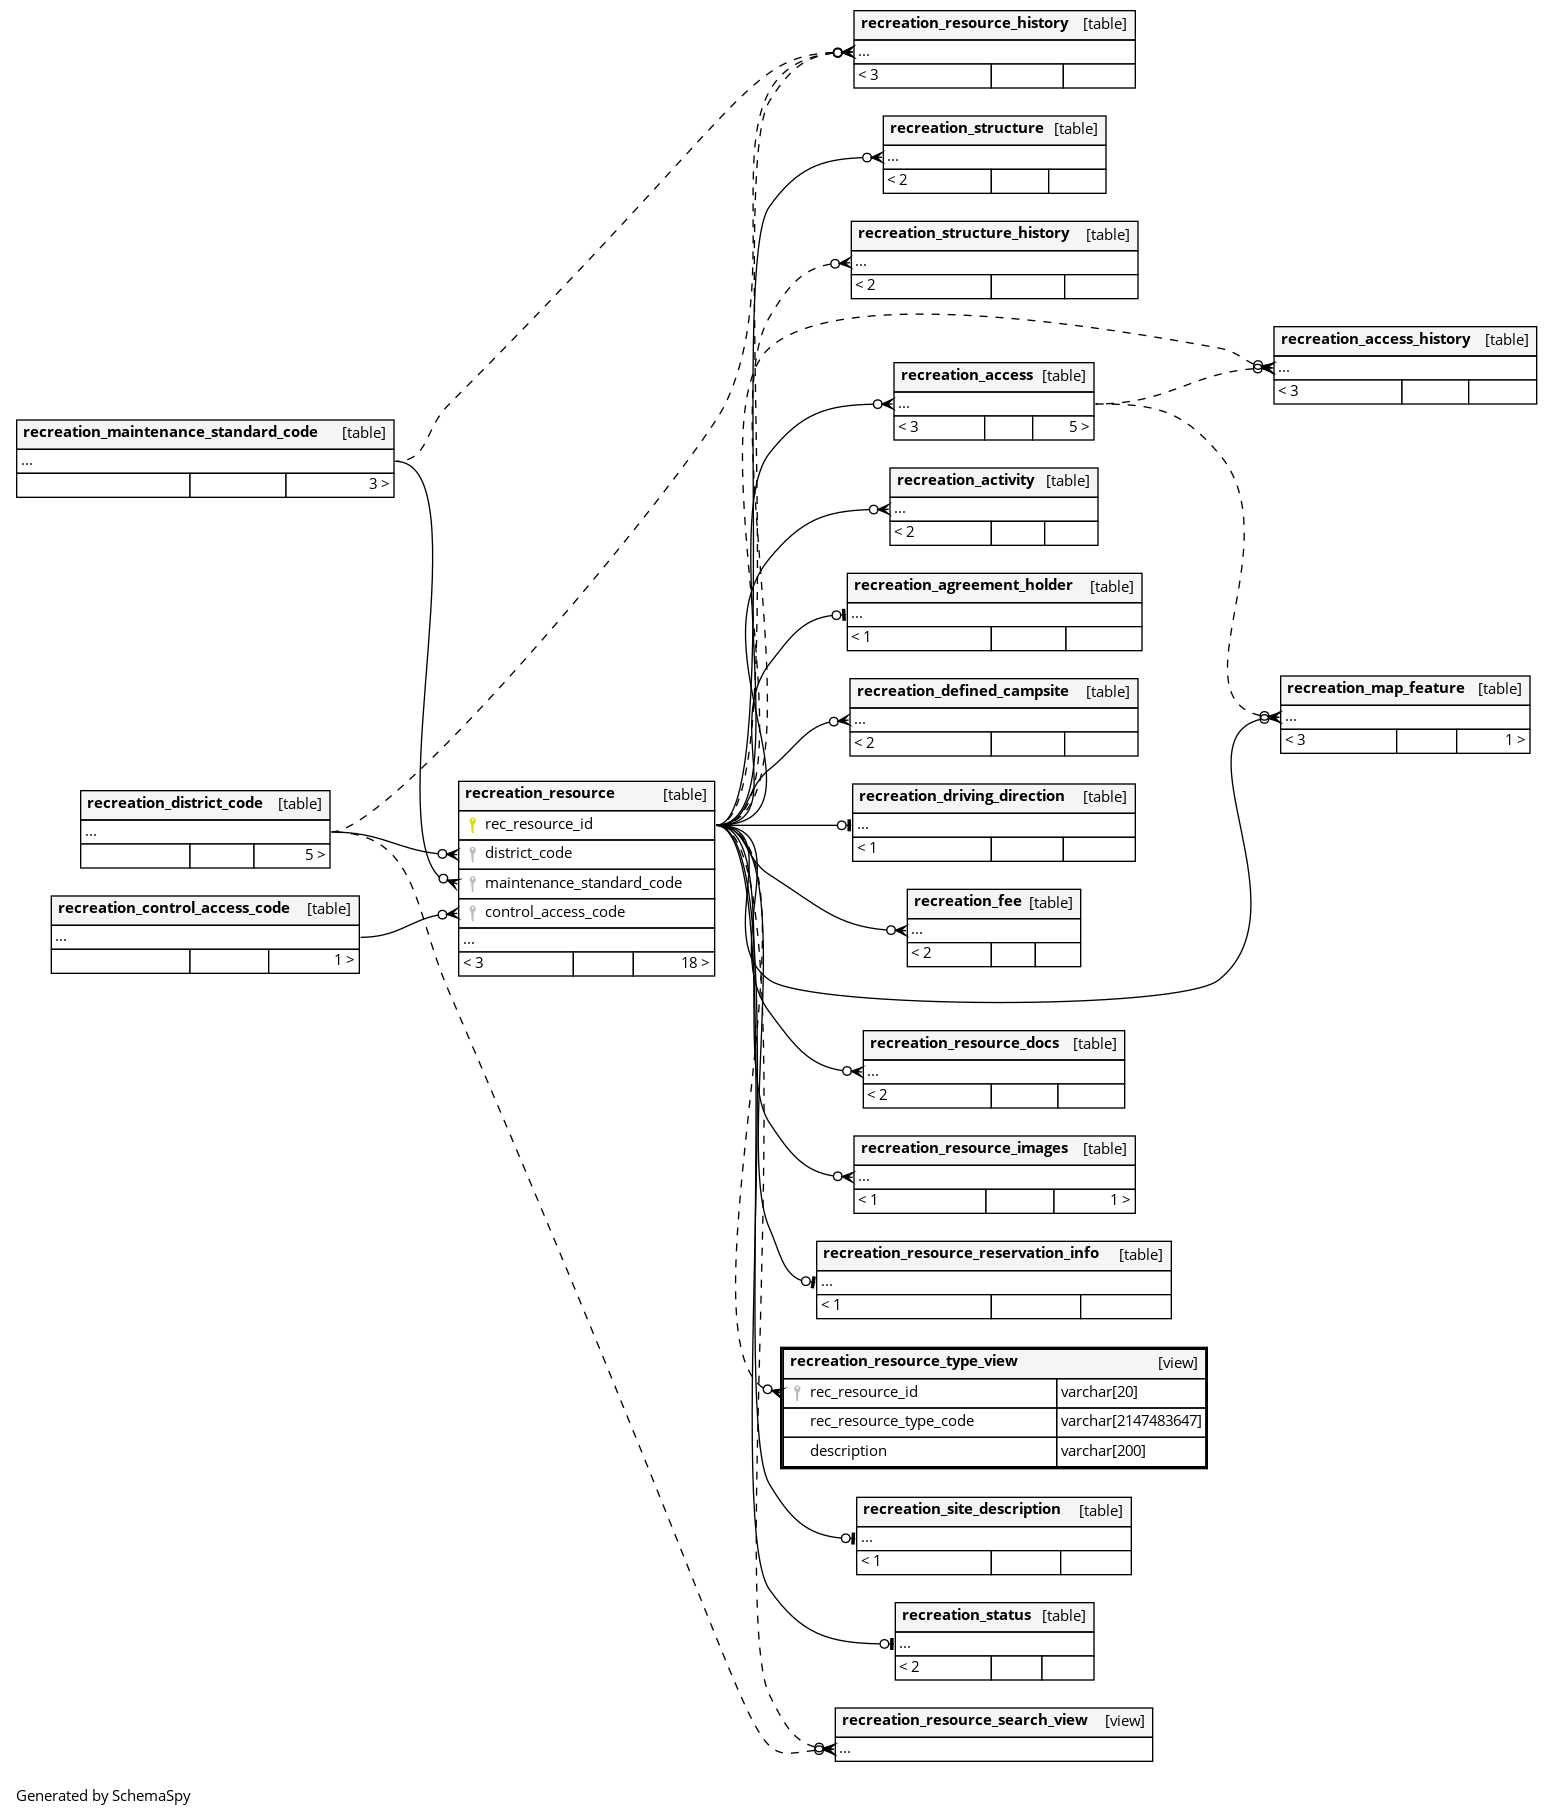 recreation_resource_history [table]
...
< 3
recreation_structure [table]
...
< 2
recreation_structure_history [table]
...
< 2
recreation_access_history [table]
...
< 3
recreation_access [table]
...
< 3 5 >
recreation_maintenance_standard_code [table]
...
3 >
recreation_activity [table]
...
< 2
recreation_agreement_holder [table]
...
< 1
recreation_defined_campsite [table]
...
< 2
recreation_map_feature [table]
...
< 3 1 >
recreation_district_code [table]
...
5 >
recreation_resource [table]
rec_resource_id
district_code
maintenance_standard_code
control_access_code
...
< 3 18 >
recreation_driving_direction [table]
...
< 1
recreation_control_access_code [table]
...
1 >
recreation_fee [table]
...
< 2
recreation_resource_docs [table]
...
< 2
recreation_resource_images [table]
...
< 1 1 >
recreation_resource_reservation_info [table]
...
< 1
recreation_resource_type_view [view]
rec_resource_id varchar[20]
rec_resource_type_code varchar[2147483647]
description varchar[200]
recreation_site_description [table]
...
< 1
recreation_status [table]
...
< 2
recreation_resource_search_view [view]
...
Generated by SchemaSpy